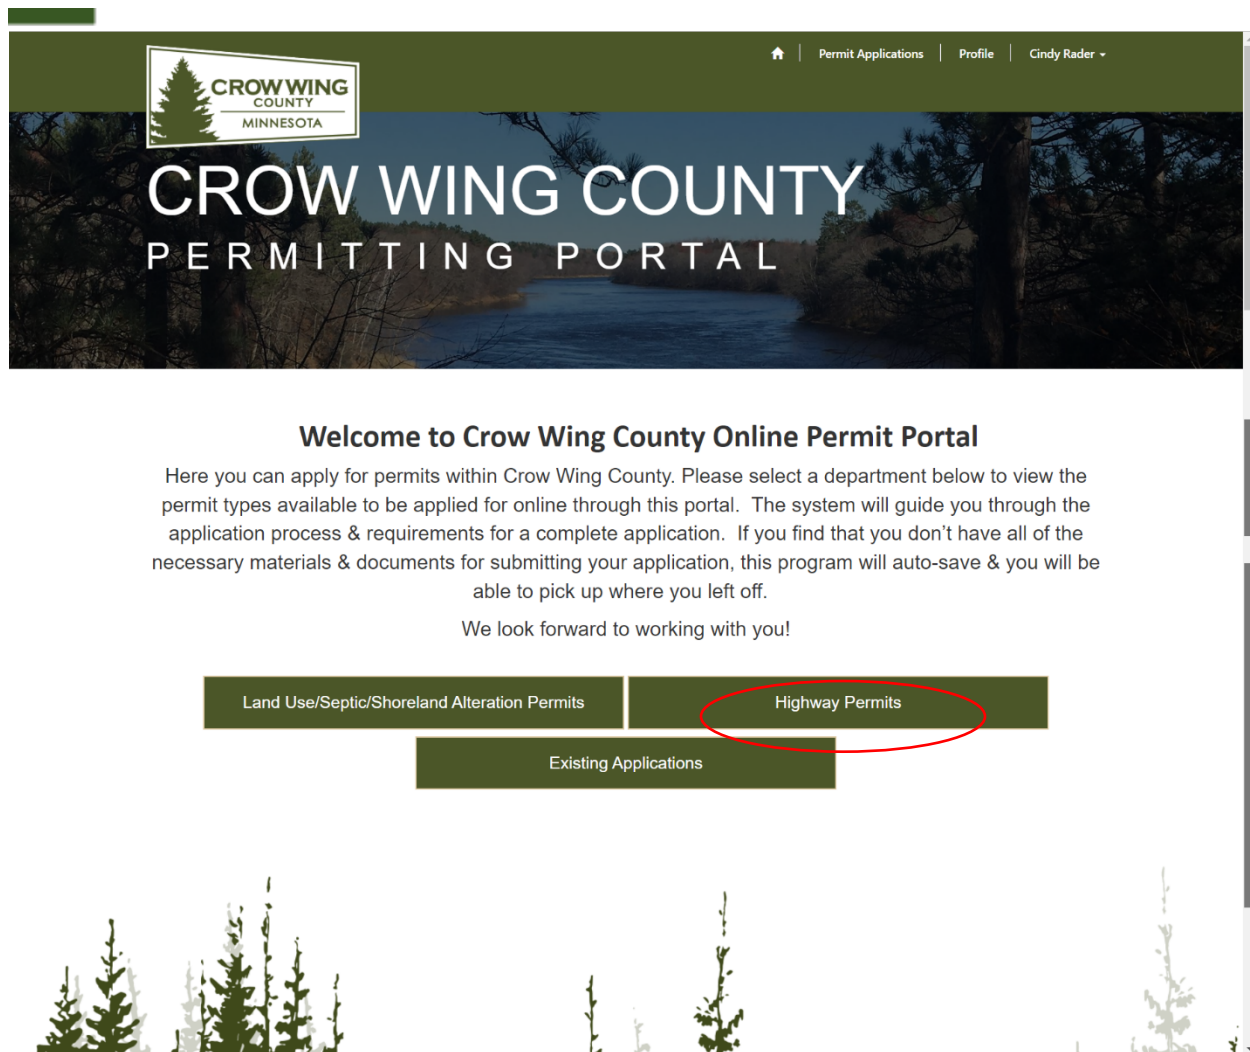 CROW WING
COUNTY
MINNESOTA
Permit Applications
Profile
Cindy Rader
CROW WING COUNTY
PERMITTING PORTAL
Welcome to Crow Wing County Online Permit Portal
Here you can apply for permits within Crow Wing County. Please select a department below to view the
permit types available to be applied for online through this portal.  The system will guide you through the
application process & requirements for a complete application.  If you find that you don’t have all of the
necessary materials & documents for submitting your application, this program will auto-save & you will be
able to pick up where you left off.
We look forward to working with you!
Land Use/Septic/Shoreland Alteration Permits
Highway Permits
Existing Applications